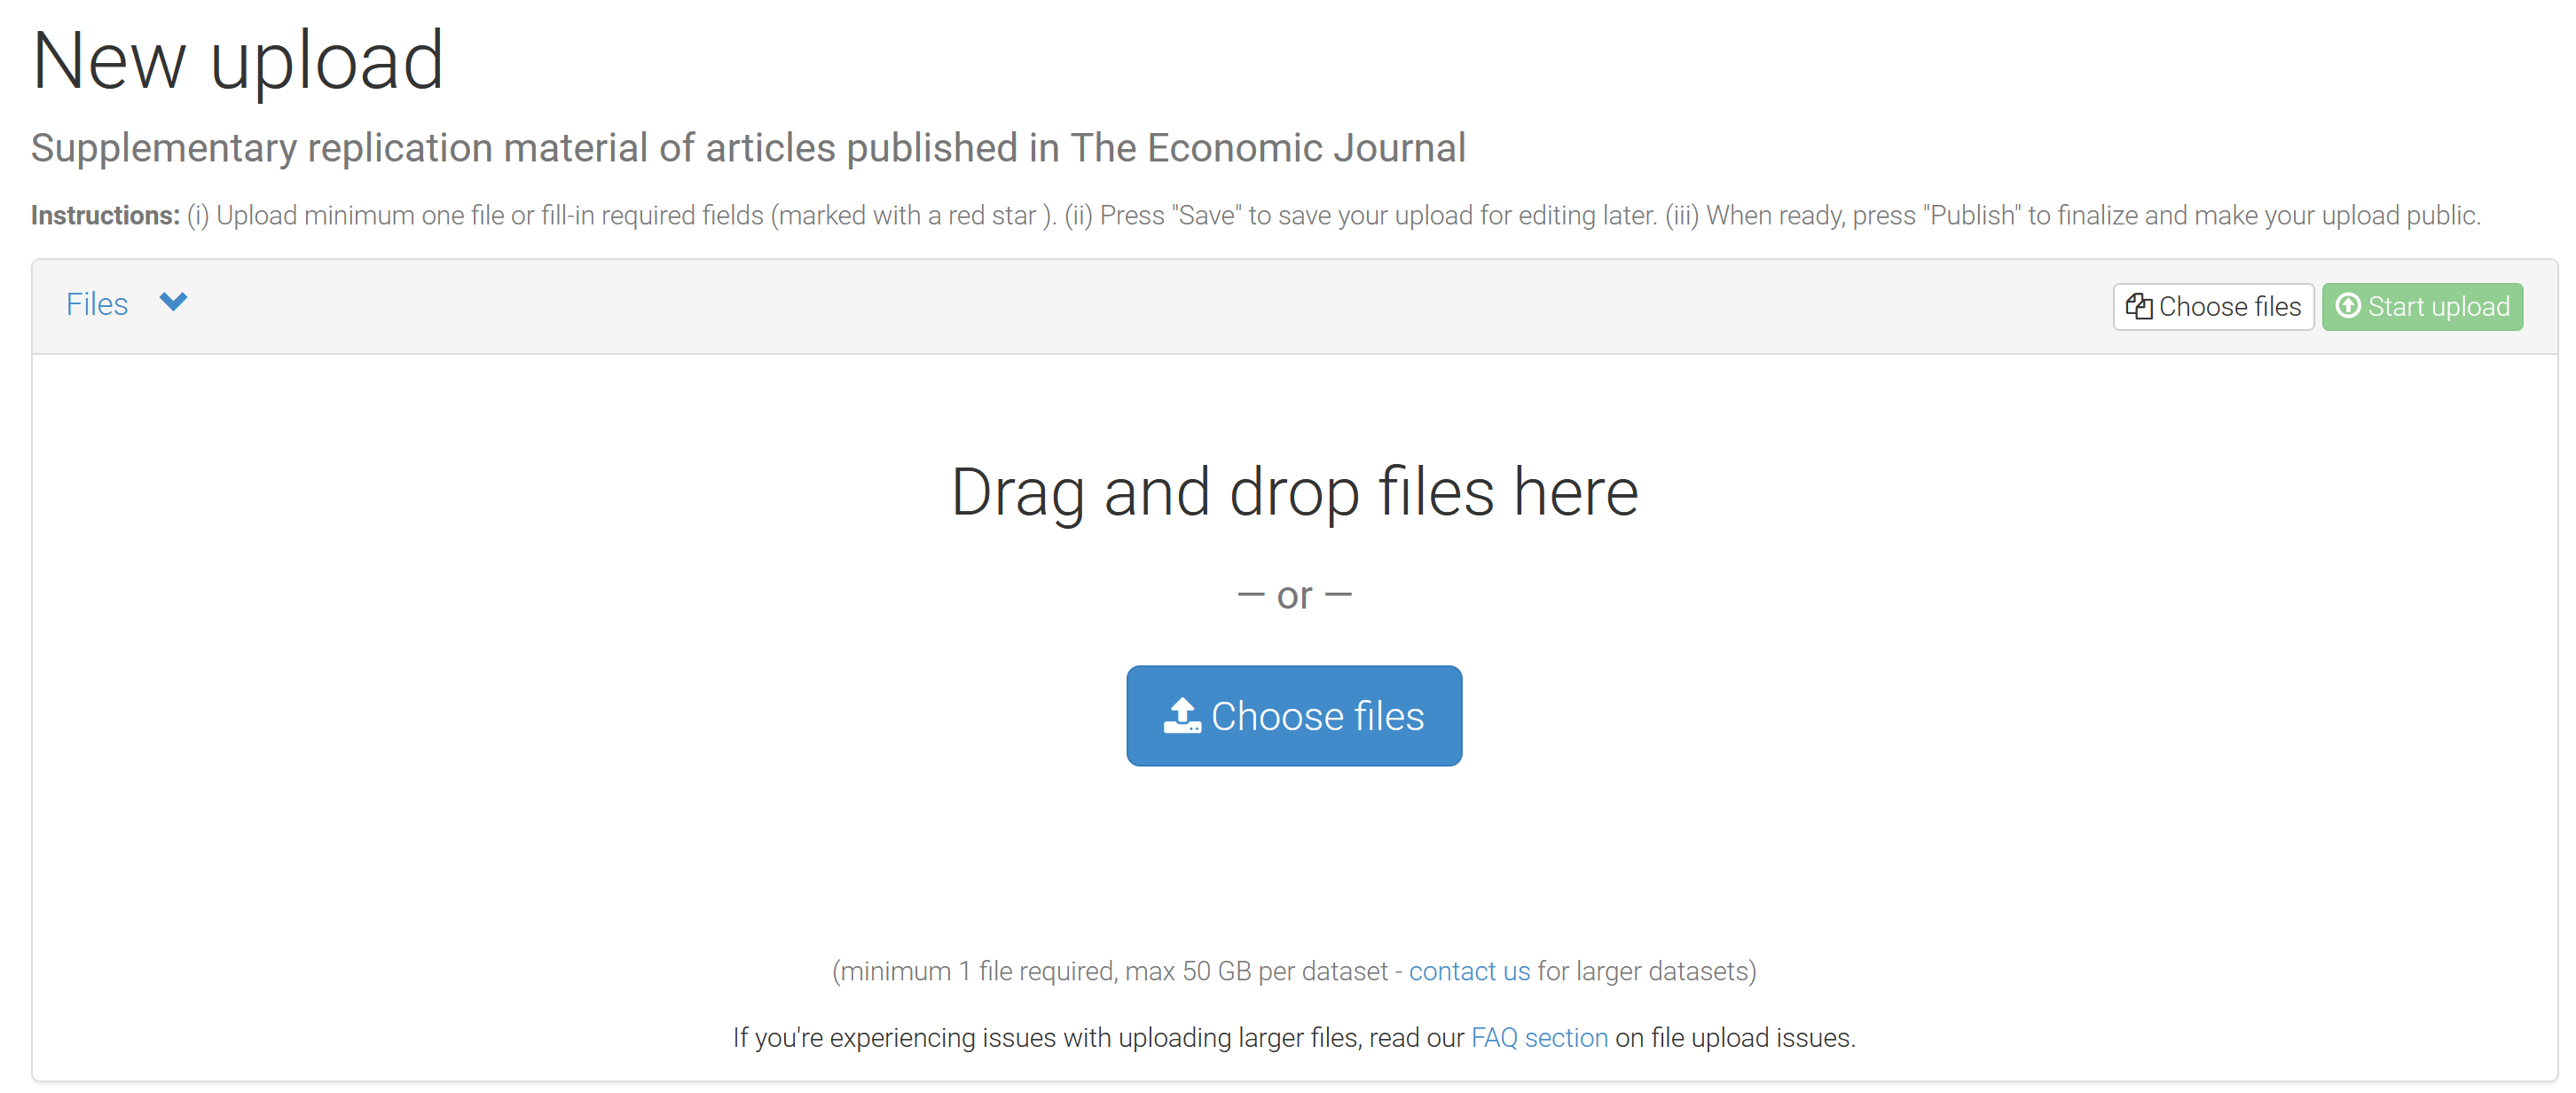 New upload
Supplementary replication material of articles published in The Economic Journal
Instructions: (i) Upload minimum one file or fill-in required fields (marked with a red star ). (ii) Press "Save" to save your upload for editing later. (iii) When ready, press "Publish" to finalize and make your upload public.
Files Choose files Start upload
Drag and drop files here
— or —
Choose files
(minimum 1 file required, max 50 GB per dataset - contact us for larger datasets)
If you're experiencing issues with uploading larger files, read our FAQ section on file upload issues.